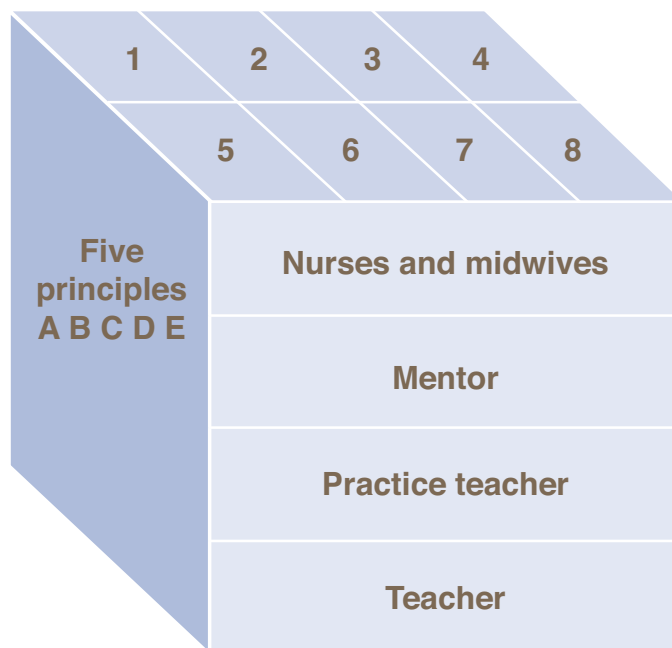 1 2 3 4
5 6 7 8
Five
principles
A B C D E
Nurses and midwives
Mentor
Practice teacher
Teacher